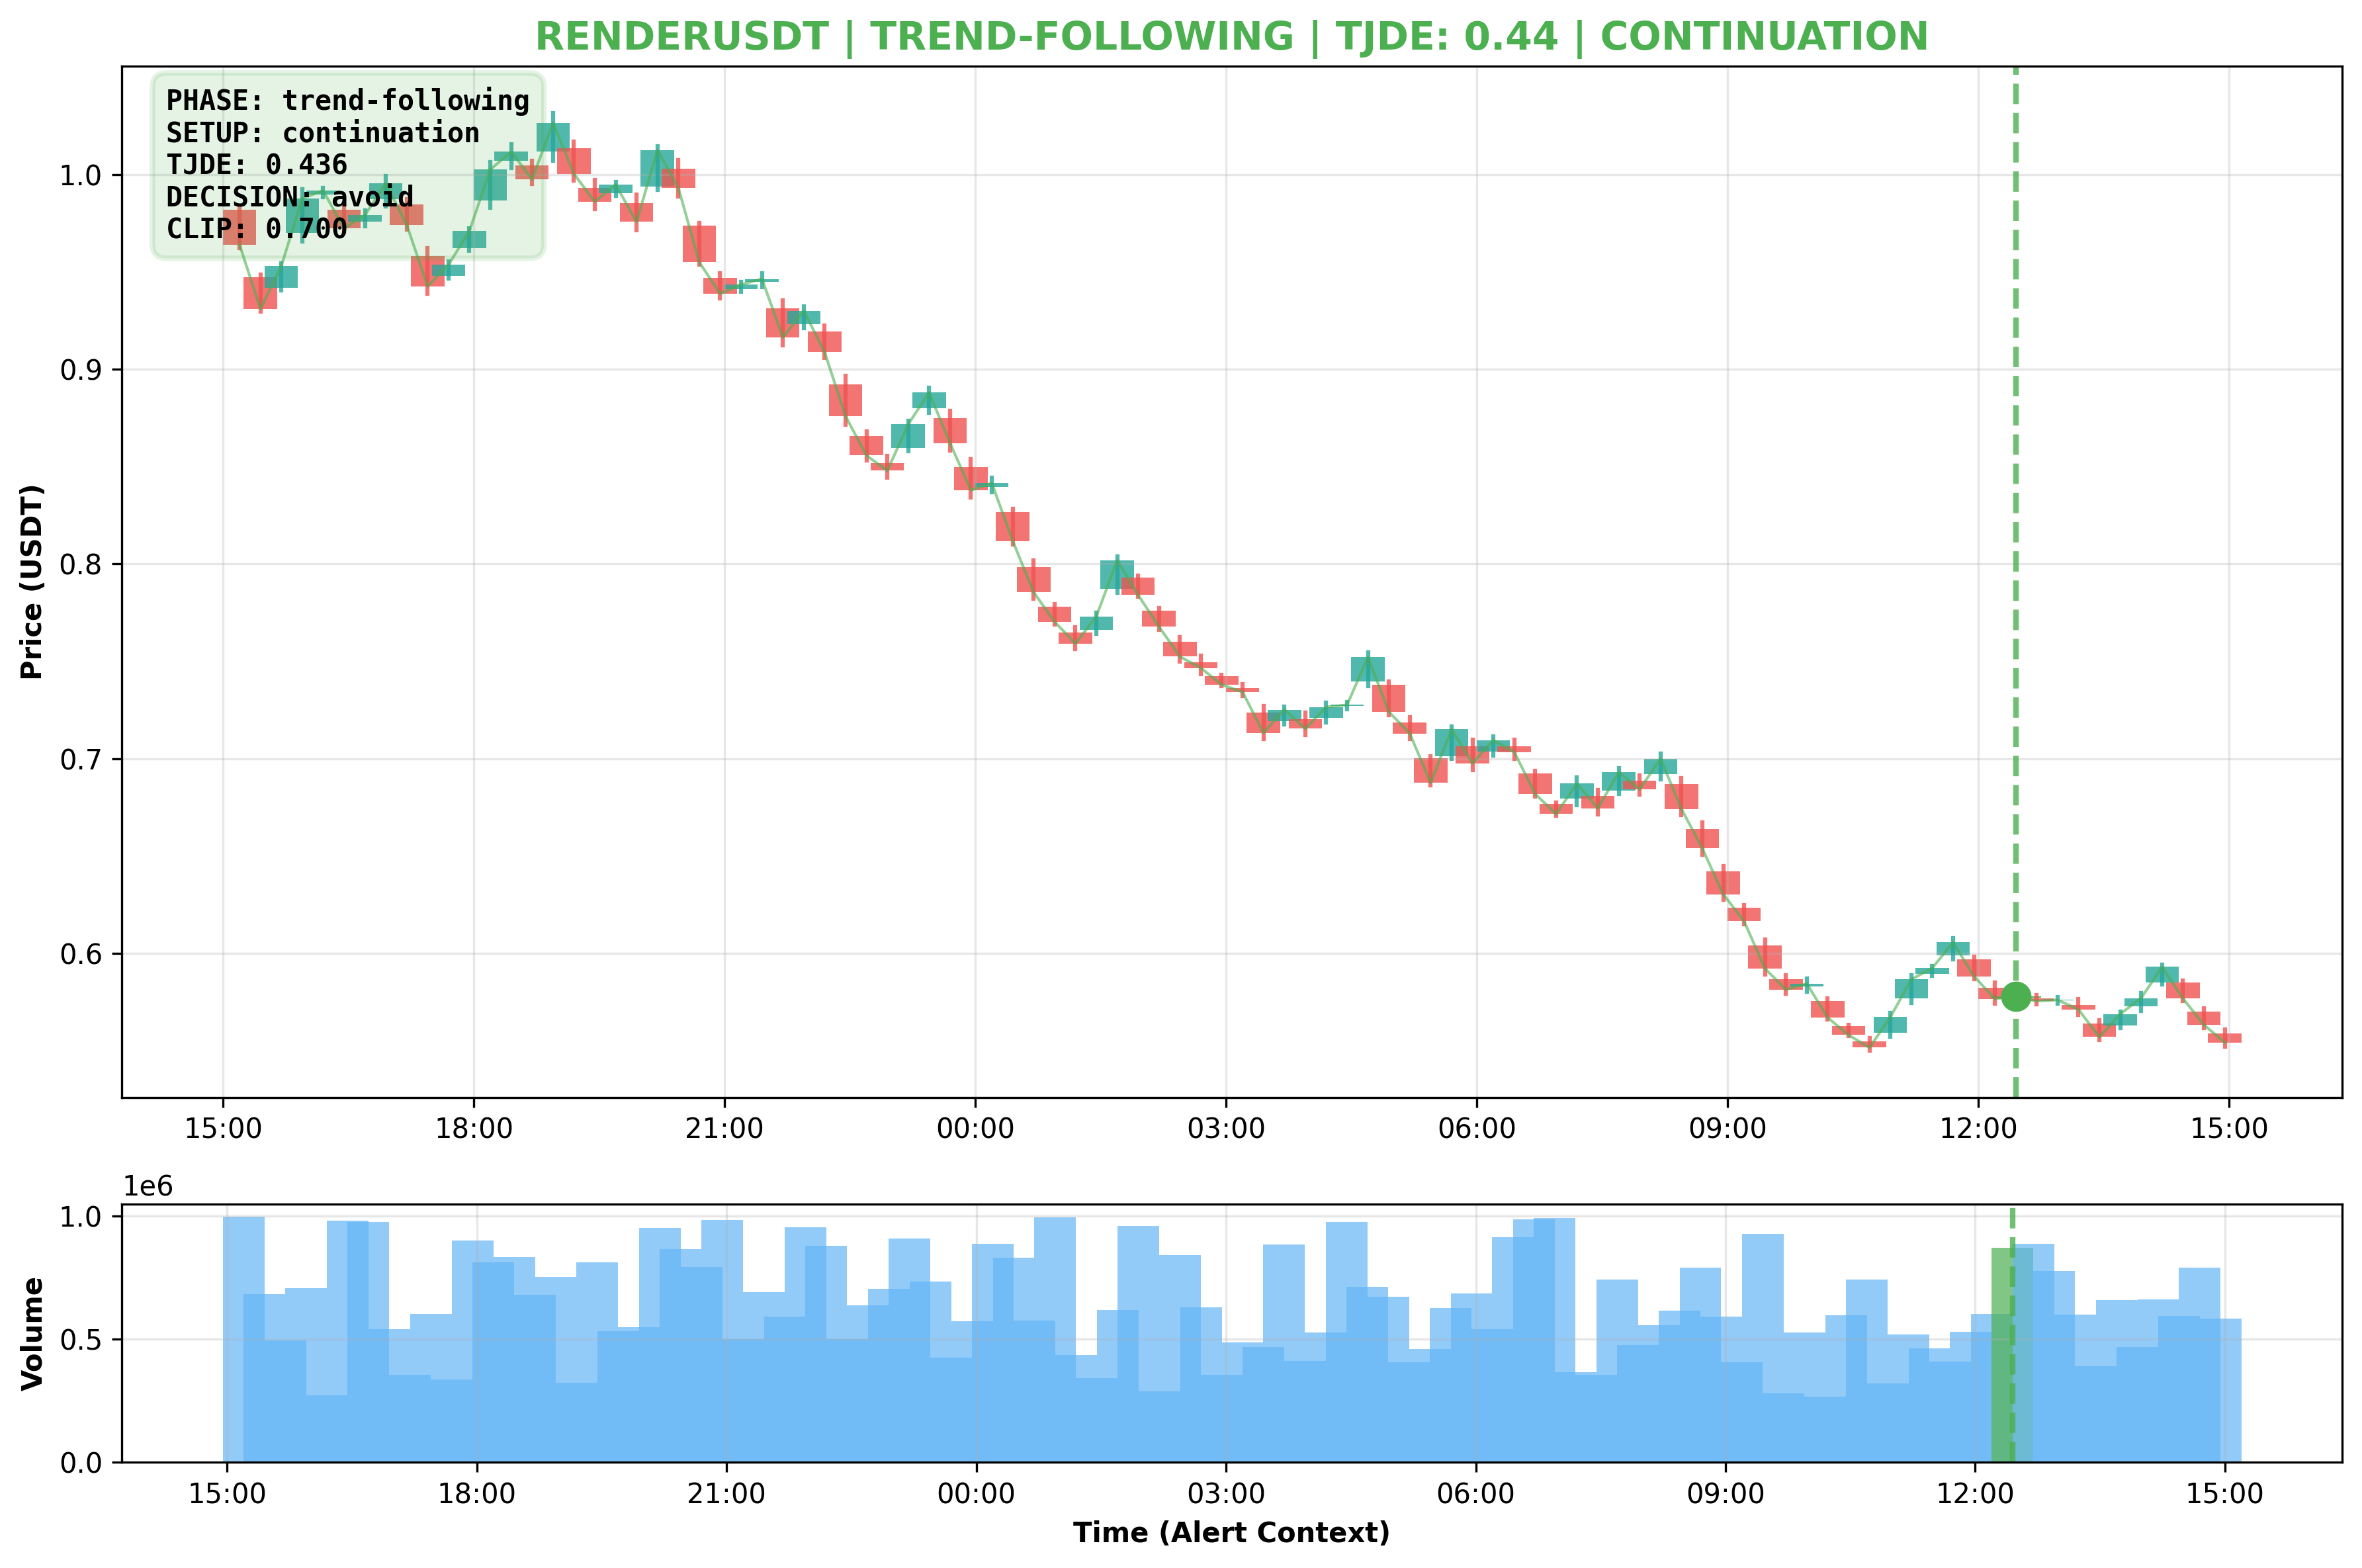 RENDERUSDT | TREND-FOLLOWING | TJDE: 0.44 | CONTINUATION
PHASE: trend-following
SETUP: continuation
TJDE: 0.436
DECISION: avoid
CLIP: 0.700
Price (USDT)
1.0
0.9
0.8
0.7
0.6
15:00 18:00 21:00 00:00 03:00 06:00 09:00 12:00 15:00
1e6
Volume
1.0
0.5
0.0
15:00 18:00 21:00 00:00 03:00 06:00 09:00 12:00 15:00
Time (Alert Context)